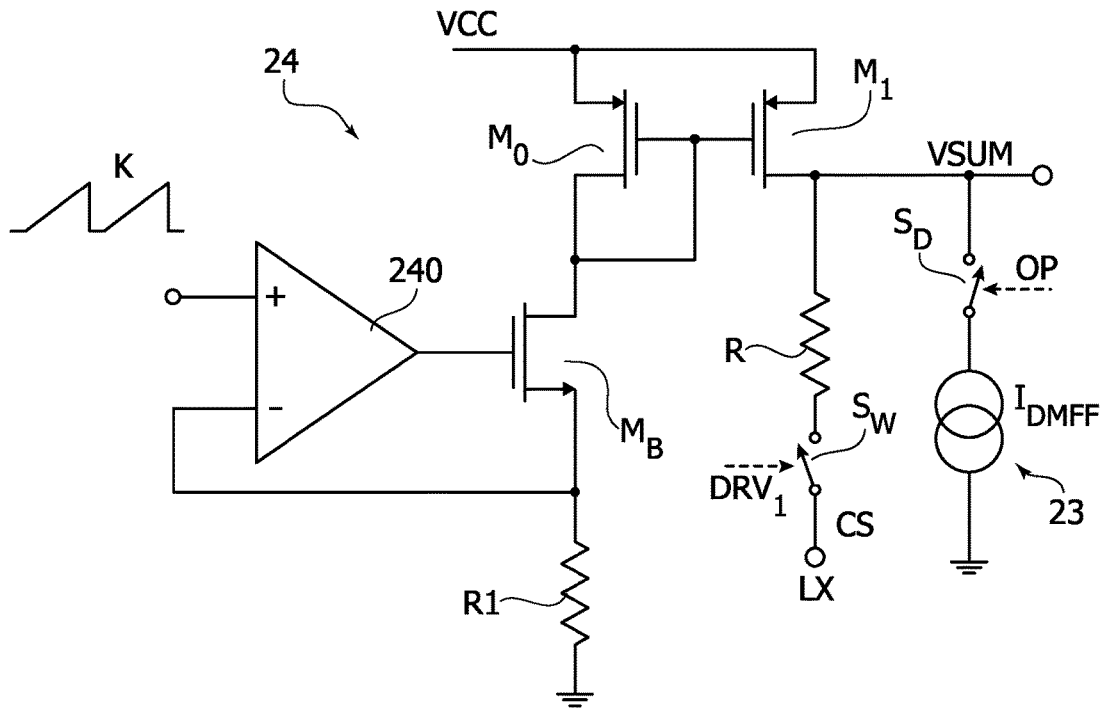 VCC
24
M1
M0
VSUM
K
SD
OP
240
+
R
IDMFF
-
SW
MB
DRV1
23
CS
LX
R1